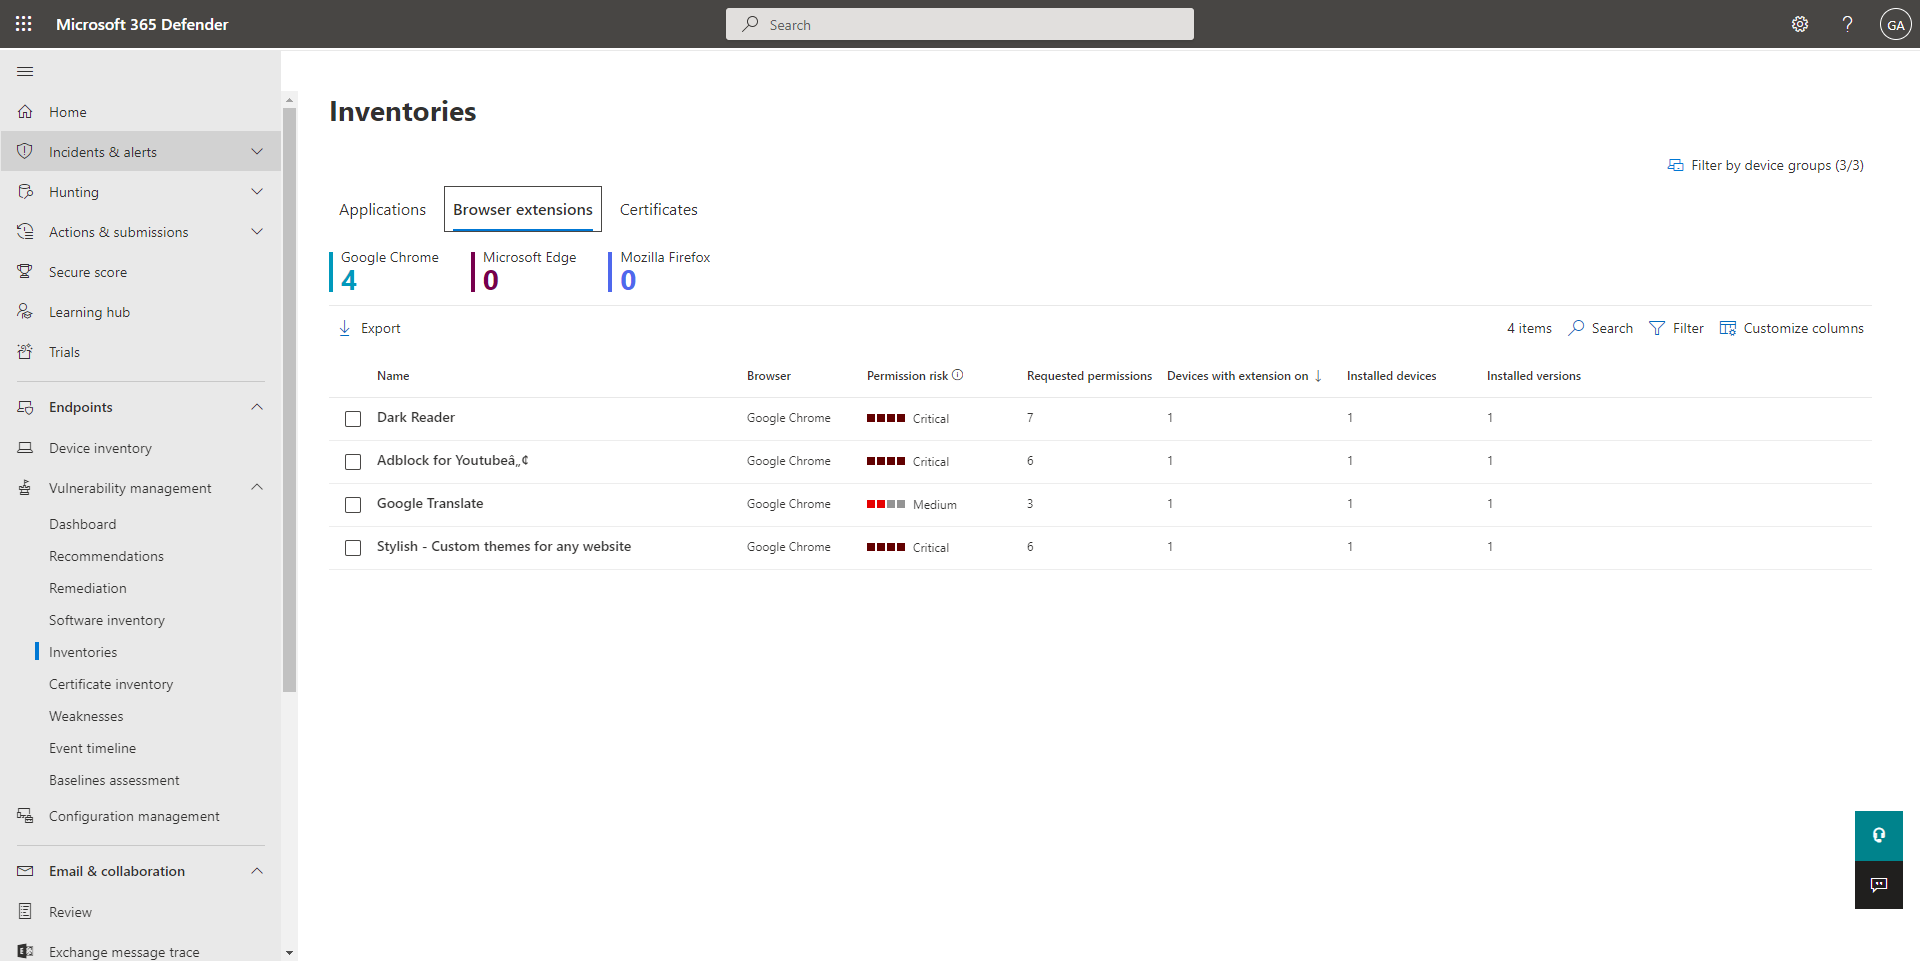 Microsoft 365 Defender
Search
?
GA
Home
Incidents & alerts
Hunting
Actions & submissions
Secure score
Learning hub
Trials
Endpoints
Device inventory
Vulnerability management
Dashboard
Recommendations
Remediation
Software inventory
Inventories
Certificate inventory
Weaknesses
Event timeline
Baselines assessment
Configuration management
Email & collaboration
Review
Exchange message trace
Inventories
Filter by device groups (3/3)
Applications Browser extensions Certificates
Google Chrome Microsoft Edge Mozilla Firefox
4 0 0
Export 4 items Search Filter Customize columns
Name Browser Permission risk Requested permissions Devices with extension on ↓ Installed devices Installed versions
Dark Reader Google Chrome Critical 7 1 1 1
Adblock for Youtubeâ„¢ Google Chrome Critical 6 1 1 1
Google Translate Google Chrome Medium 3 1 1 1
Stylish - Custom themes for any website Google Chrome Critical 6 1 1 1